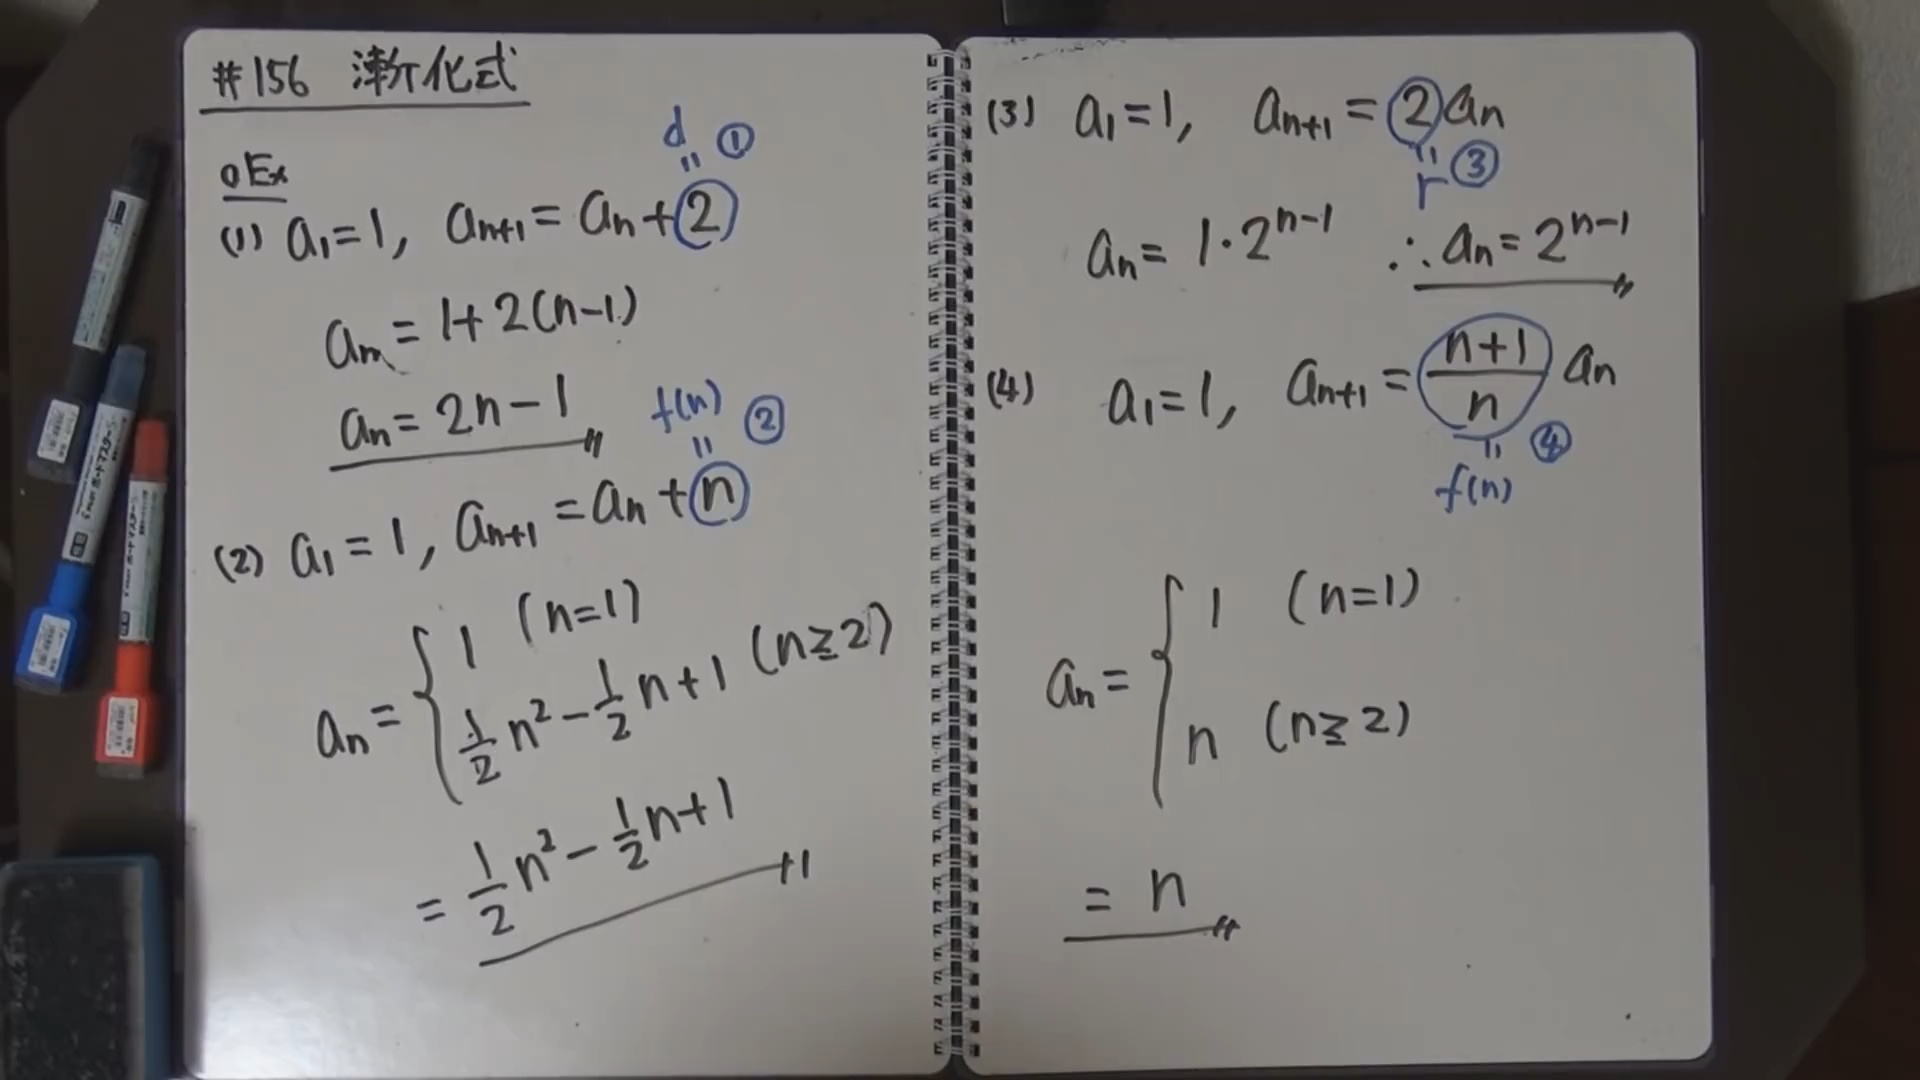 #156 漸化式
○Ex
d ①
"
(1) a₁=1, aₙ₊₁=aₙ+2
aₙ=1+2(n-1)
aₙ=2n-1
f(n) ②
"
(2) a₁=1, aₙ₊₁=aₙ+n
aₙ={1 (n=1)
½n²-½n+1 (n≧2)
=½n²-½n+1
(3) a₁=1, aₙ₊₁=2aₙ
"
r ③
aₙ=1·2ⁿ⁻¹ ∴aₙ=2ⁿ⁻¹
(4) a₁=1, aₙ₊₁=(n+1)/n aₙ
" ④
f(n)
aₙ={1 (n=1)
n (n≧2)
=n